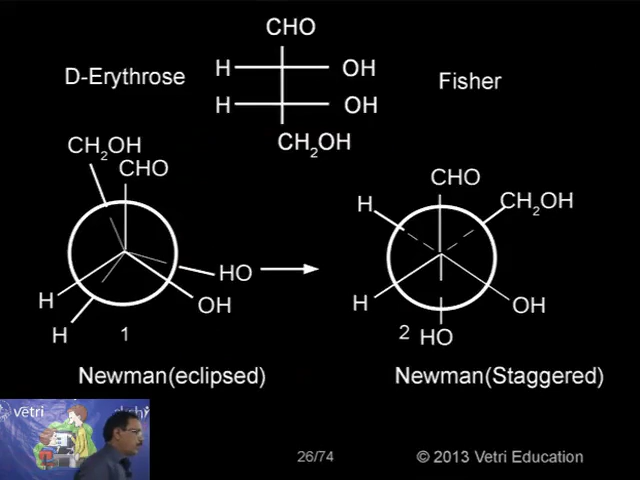 CHO
D-Erythrose
H
OH
Fisher
H
OH
CH2OH
CH2OH
CHO
HO
OH
H
H
1
Newman(eclipsed)
CHO
H
CH2OH
H
OH
2
HO
Newman(Staggered)
vetri
26/74
© 2013 Vetri Education